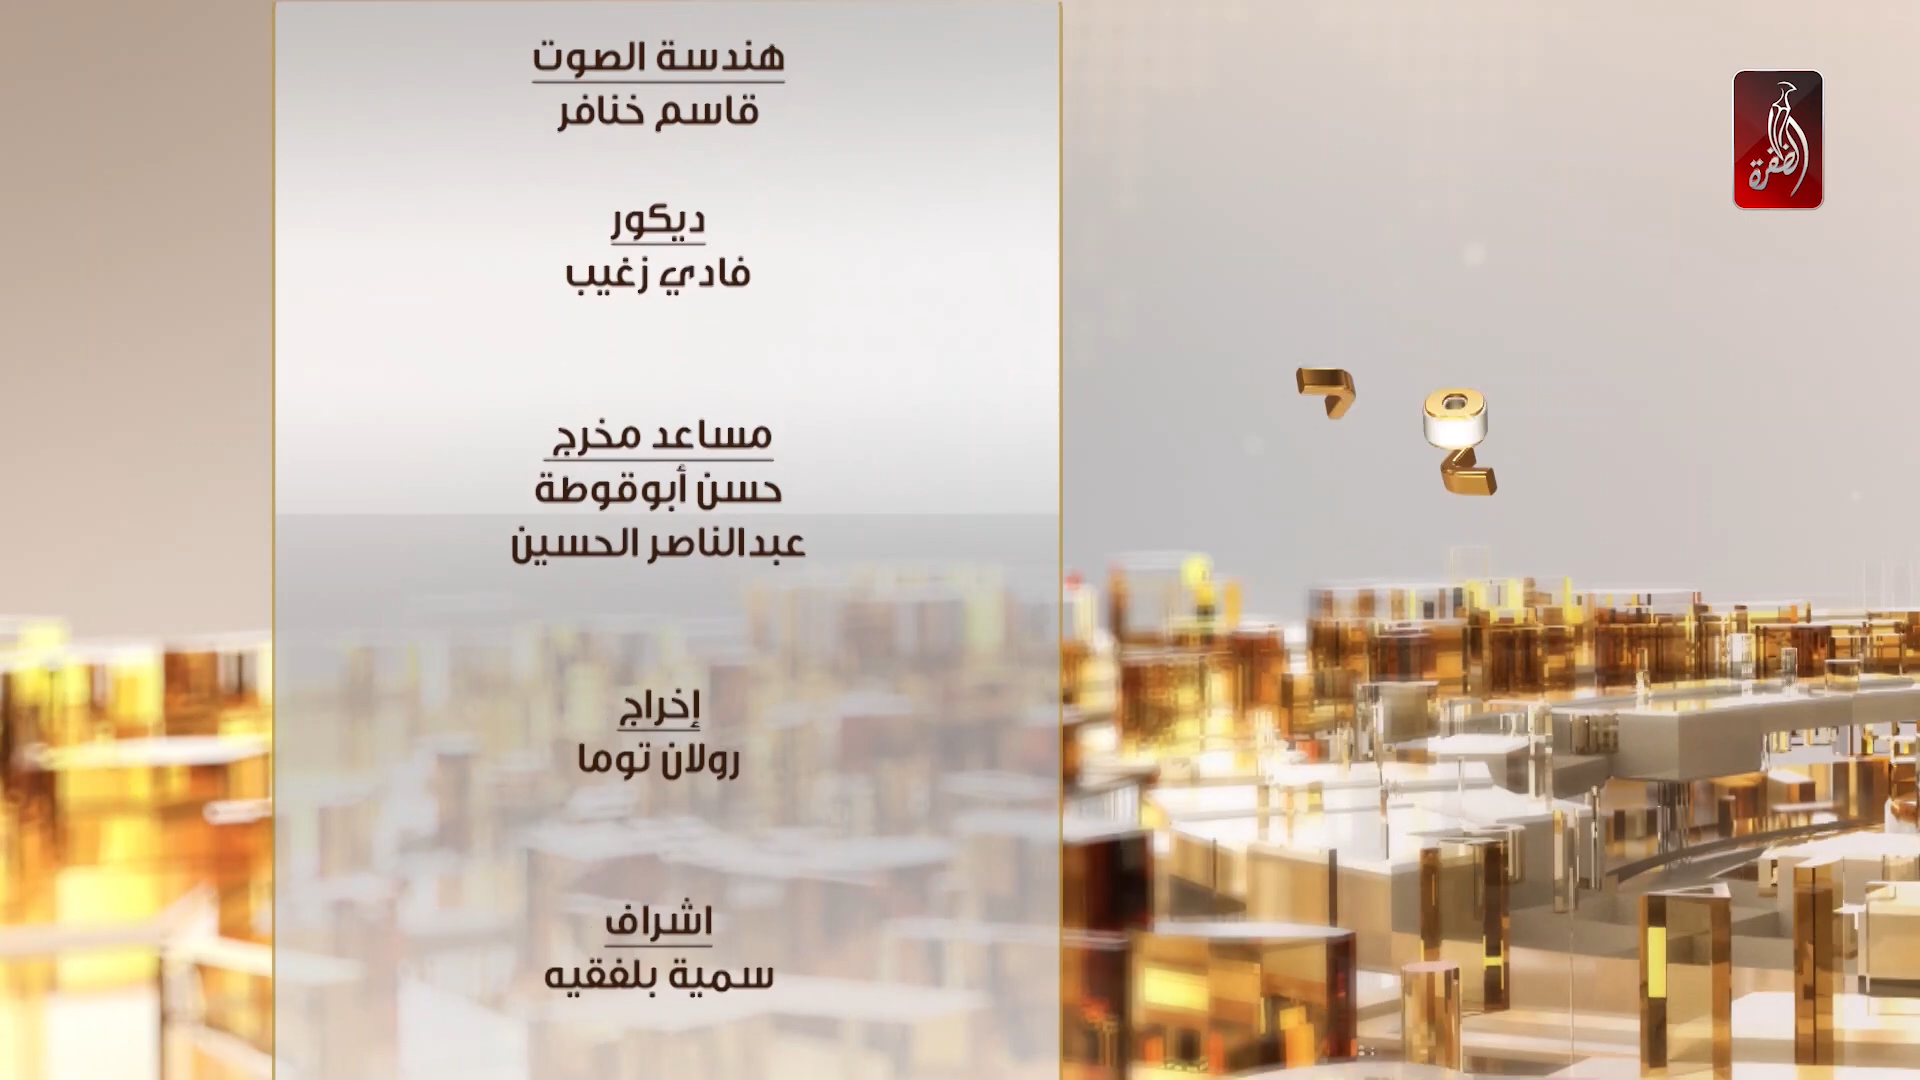 هندسة الصوت
قاسم خنافر
ديكور
فادي زغيب
مساعد مخرج
حسن أبوقوطة
عبدالناصر الحسين
إخراج
رولان توما
اشراف
سمية بلفقيه
الظفرة